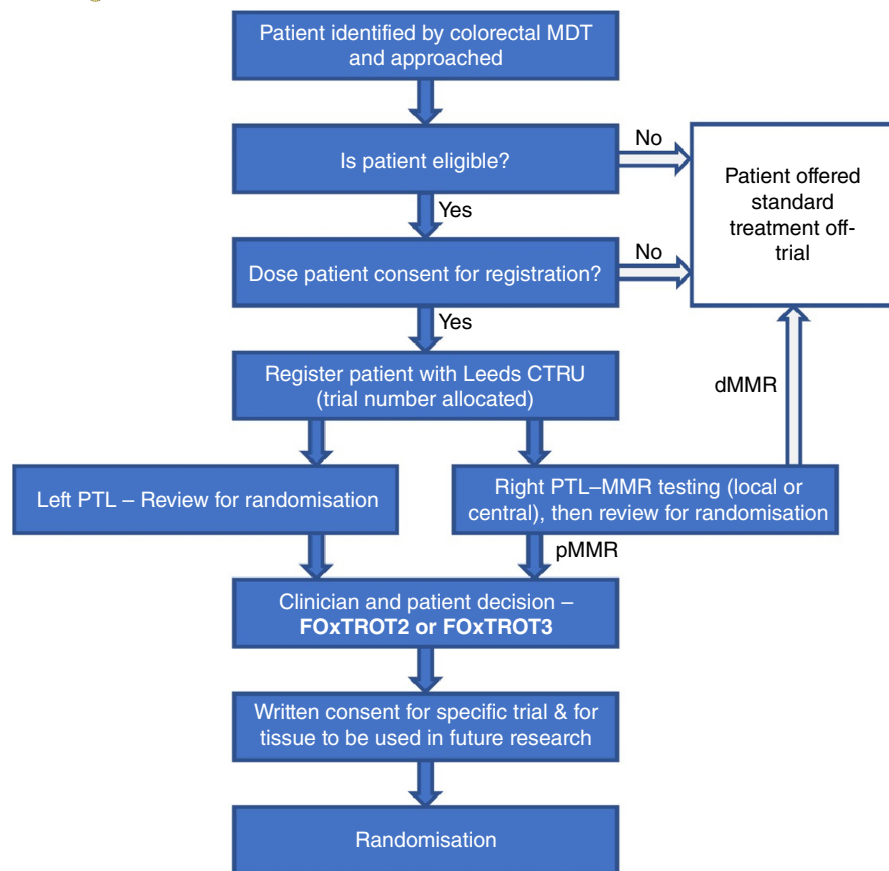 Patient identified by colorectal MDT
and approached
Is patient eligible?
No
Patient offered
standard
treatment off-
trial
Yes
Dose patient consent for registration?
No
Yes
Register patient with Leeds CTRU
(trial number allocated)
dMMR
Left PTL – Review for randomisation
Right PTL–MMR testing (local or
central), then review for randomisation
pMMR
Clinician and patient decision –
FOxTROT2 or FOxTROT3
Written consent for specific trial & for
tissue to be used in future research
Randomisation